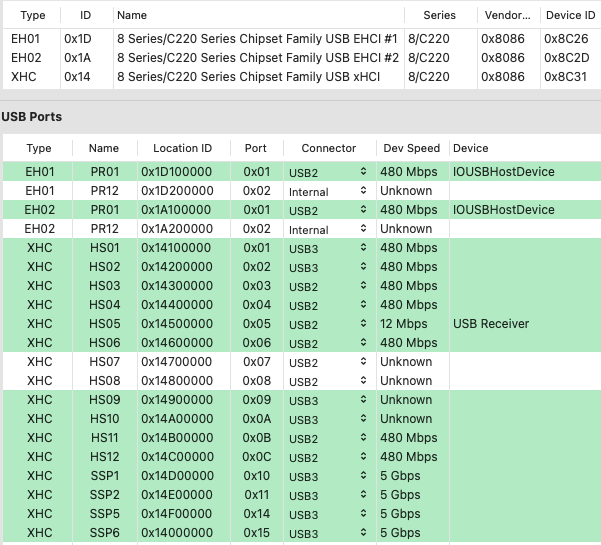 Type ID Name Series Vendor... Device ID
EH01 0x1D 8 Series/C220 Series Chipset Family USB EHCI #1 8/C220 0x8086 0x8C26
EH02 0x1A 8 Series/C220 Series Chipset Family USB EHCI #2 8/C220 0x8086 0x8C2D
XHC 0x14 8 Series/C220 Series Chipset Family USB xHCI 8/C220 0x8086 0x8C31
USB Ports
Type Name Location ID Port Connector Dev Speed Device
EH01 PR01 0x1D100000 0x01 USB2 480 Mbps IOUSBHostDevice
EH01 PR12 0x1D200000 0x02 Internal Unknown
EH02 PR01 0x1A100000 0x01 USB2 480 Mbps IOUSBHostDevice
EH02 PR12 0x1A200000 0x02 Internal Unknown
XHC HS01 0x14100000 0x01 USB3 480 Mbps
XHC HS02 0x14200000 0x02 USB3 480 Mbps
XHC HS03 0x14300000 0x03 USB2 480 Mbps
XHC HS04 0x14400000 0x04 USB2 480 Mbps
XHC HS05 0x14500000 0x05 USB2 12 Mbps USB Receiver
XHC HS06 0x14600000 0x06 USB2 480 Mbps
XHC HS07 0x14700000 0x07 USB2 Unknown
XHC HS08 0x14800000 0x08 USB2 Unknown
XHC HS09 0x14900000 0x09 USB3 Unknown
XHC HS10 0x14A00000 0x0A USB3 Unknown
XHC HS11 0x14B00000 0x0B USB2 480 Mbps
XHC HS12 0x14C00000 0x0C USB2 480 Mbps
XHC SSP1 0x14D00000 0x10 USB3 5 Gbps
XHC SSP2 0x14E00000 0x11 USB3 5 Gbps
XHC SSP5 0x14F00000 0x14 USB3 5 Gbps
XHC SSP6 0x14000000 0x15 USB3 5 Gbps